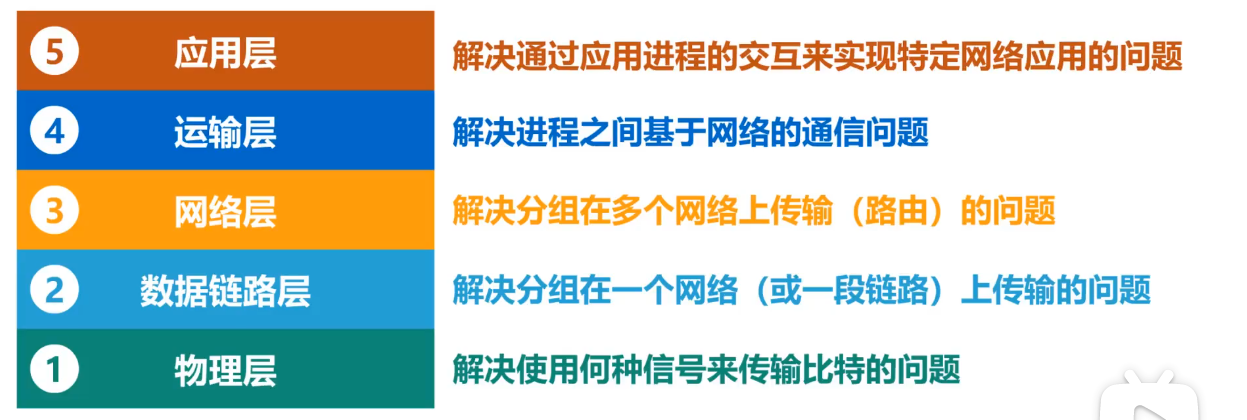 5 应用层 解决通过应用进程的交互来实现特定网络应用的问题
4 运输层 解决进程之间基于网络的通信问题
3 网络层 解决分组在多个网络上传输（路由）的问题
2 数据链路层 解决分组在一个网络（或一段链路）上传输的问题
1 物理层 解决使用何种信号来传输比特的问题